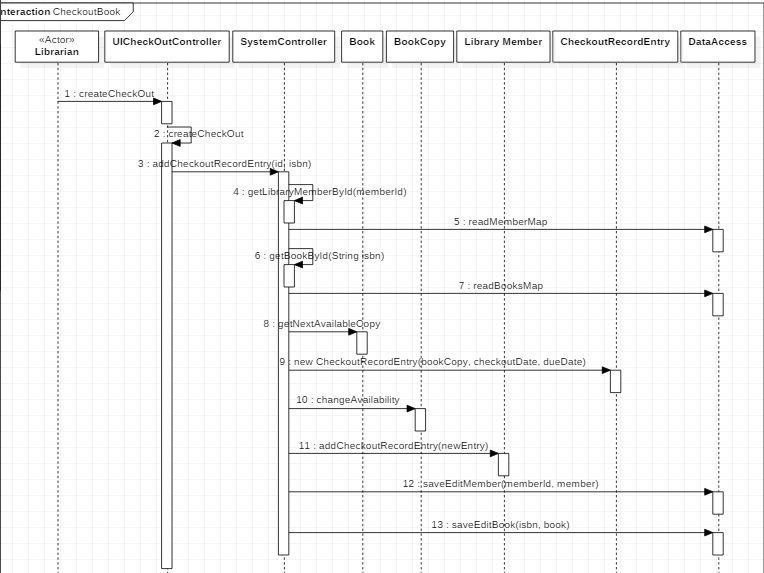 nteraction CheckoutBook
«Actor»
Librarian
UICheckOutController
SystemController
Book
BookCopy
Library Member
CheckoutRecordEntry
DataAccess
1 : createCheckOut
2 : createCheckOut
3 : addCheckoutRecordEntry(id, isbn)
4 : getLibraryMemberById(memberId)
5 : readMemberMap
6 : getBookById(String isbn)
7 : readBooksMap
8 : getNextAvailableCopy
9 : new CheckoutRecordEntry(bookCopy, checkoutDate, dueDate)
10 : changeAvailability
11 : addCheckoutRecordEntry(newEntry)
12 : saveEditMember(memberId, member)
13 : saveEditBook(isbn, book)